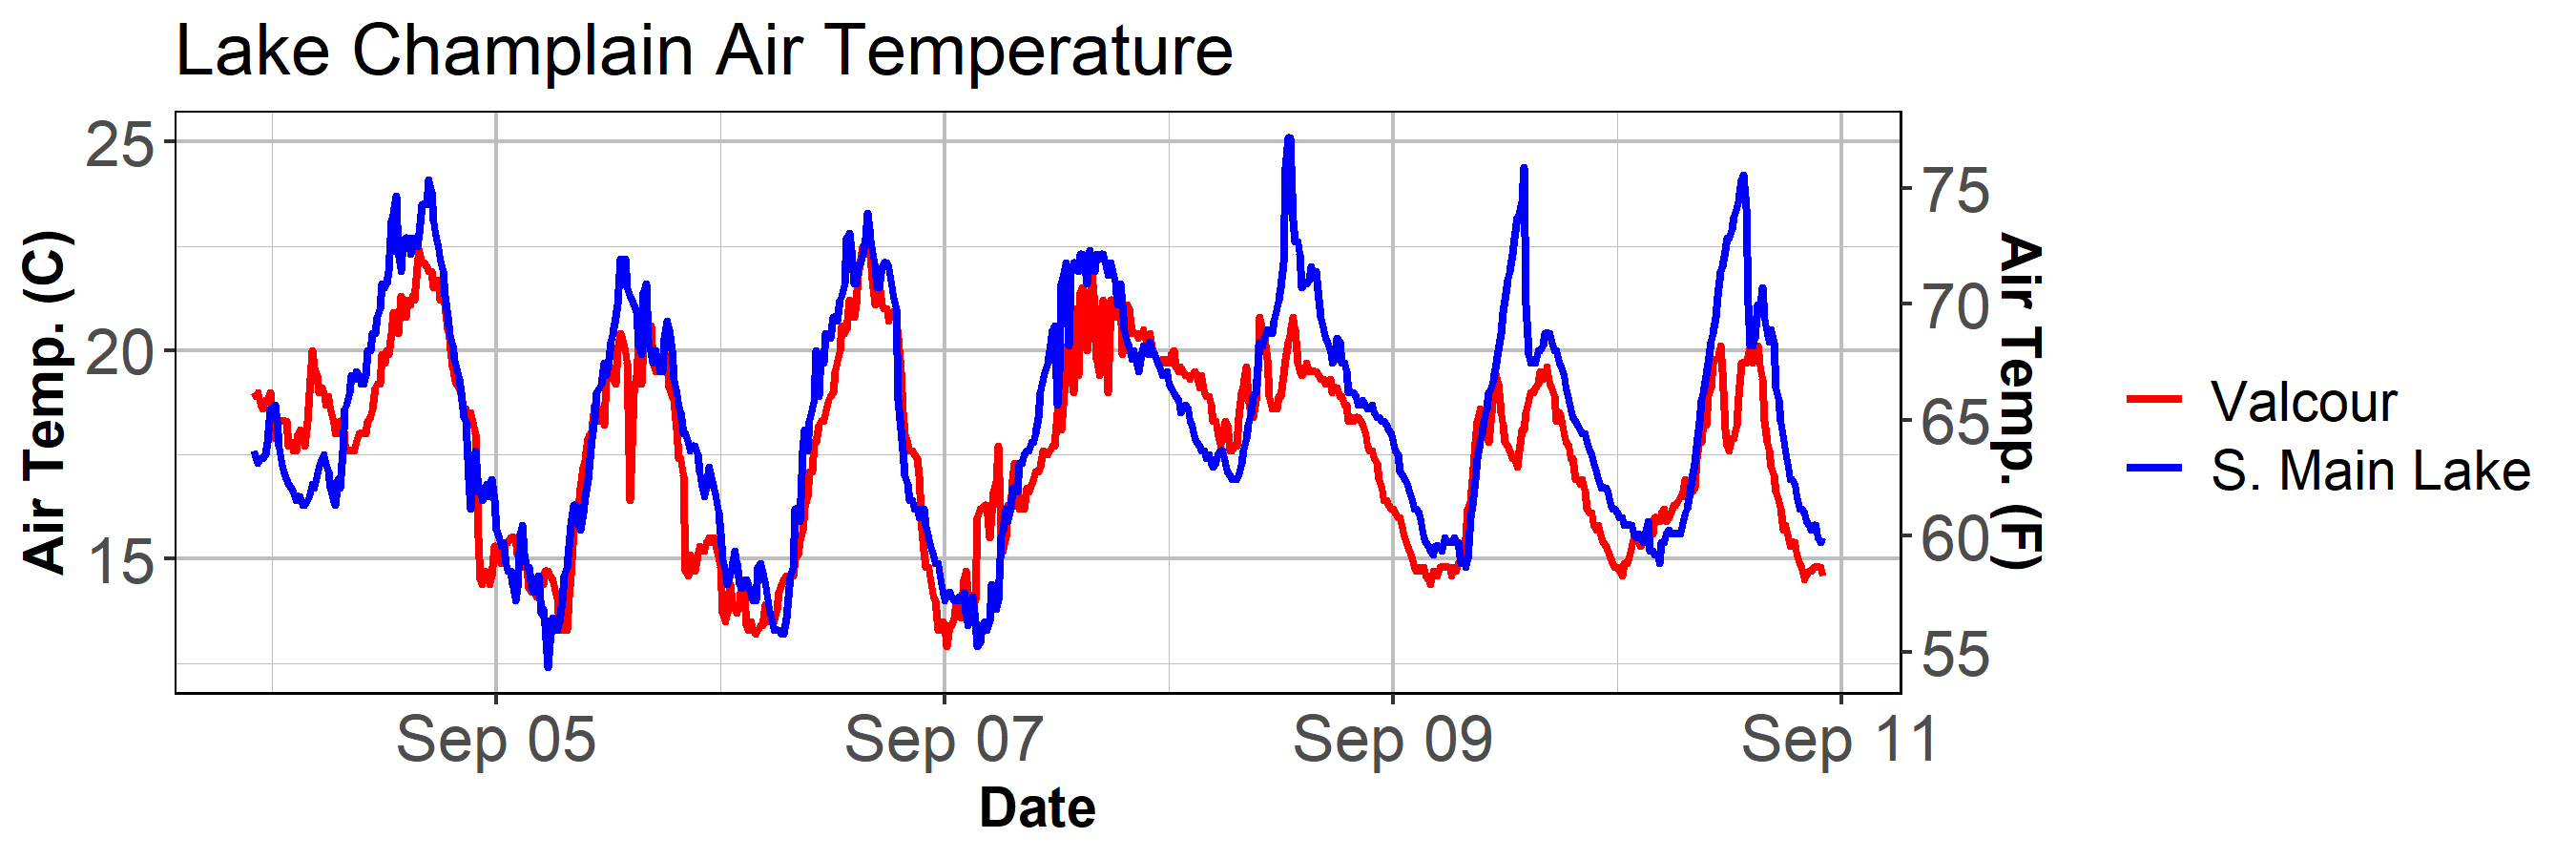 Lake Champlain Air Temperature
Air Temp. (C)
25
20
15
75
70
65
60
55
Air Temp. (F)
Sep 05
Sep 07
Sep 09
Sep 11
Date
Valcour
S. Main Lake